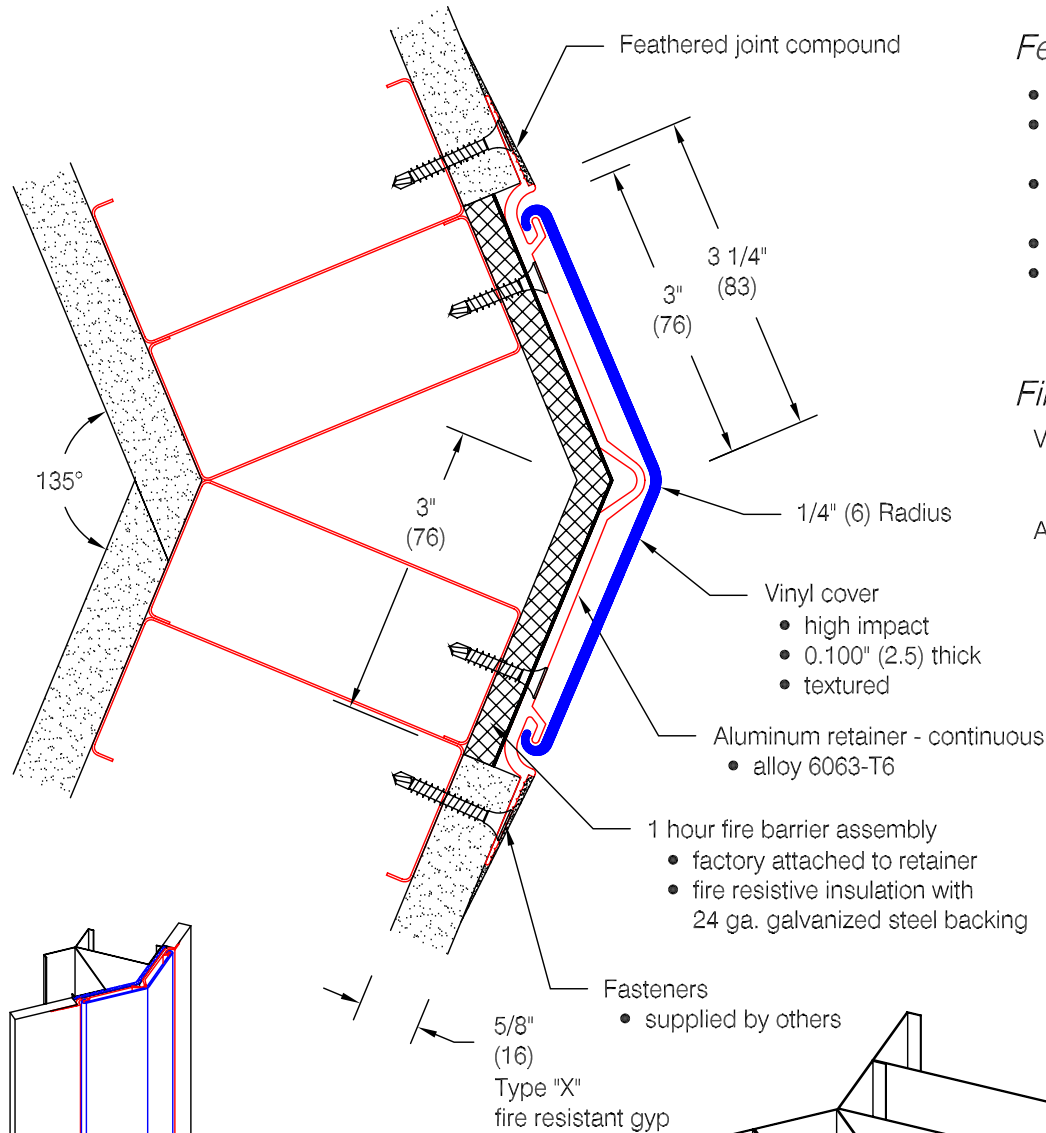 Feathered joint compound
3 1/4"
(83)
3"
(76)
135°
3"
(76)
1/4" (6) Radius
Vinyl cover
● high impact
● 0.100" (2.5) thick
● textured
Aluminum retainer - continuous
● alloy 6063-T6
1 hour fire barrier assembly
● factory attached to retainer
● fire resistive insulation with
24 ga. galvanized steel backing
Fasteners
● supplied by others
5/8"
(16)
Type "X"
fire resistant gyp